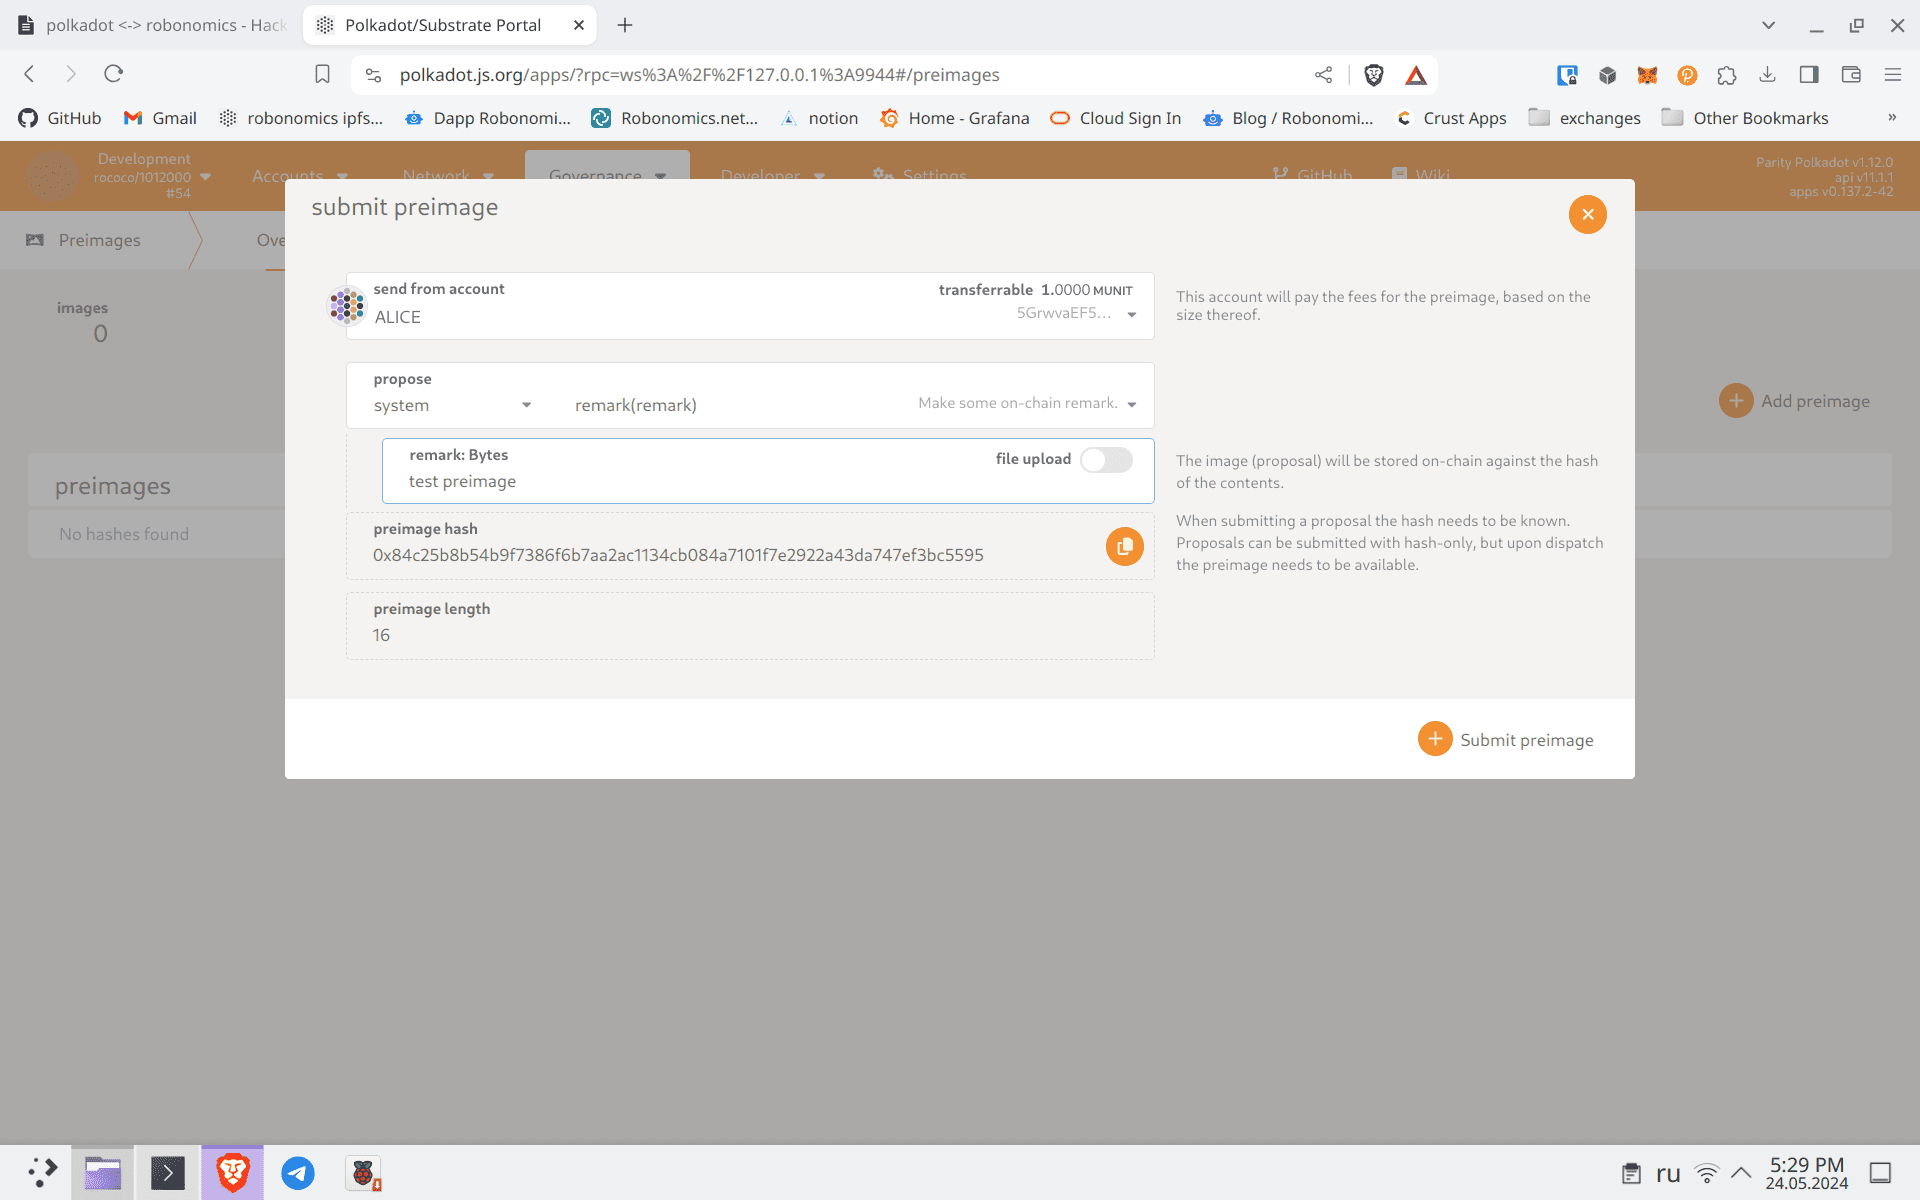 polkadot <-> robonomics - Hack
Polkadot/Substrate Portal
polkadot.js.org/apps/?rpc=ws%3A%2F%2F127.0.0.1%3A9944#/preimages
GitHub
Gmail
robonomics ipfs...
Dapp Robonomi...
Robonomics.net...
notion
Home - Grafana
Cloud Sign In
Blog / Robonomi...
Crust Apps
exchanges
Other Bookmarks
»
Development
rococo/1012000
#54
Accounts
Network
Governance
Developer
Settings
GitHub
Wiki
Parity Polkadot v1.12.0
api v11.1.1
apps v0.137.2-42
Preimages
Ove
images
0
Add preimage
preimages
No hashes found
submit preimage
send from account
ALICE
transferrable 1.0000 MUNIT
5GrwvaEF5...
This account will pay the fees for the preimage, based on the
size thereof.
propose
system
remark(remark)
Make some on-chain remark.
remark: Bytes
test preimage
file upload
The image (proposal) will be stored on-chain against the hash
of the contents.
preimage hash
0x84c25b8b54b9f7386f6b7aa2ac1134cb084a7101f7e2922a43da747ef3bc5595
When submitting a proposal the hash needs to be known.
Proposals can be submitted with hash-only, but upon dispatch
the preimage needs to be available.
preimage length
16
Submit preimage
ru
5:29 PM
24.05.2024